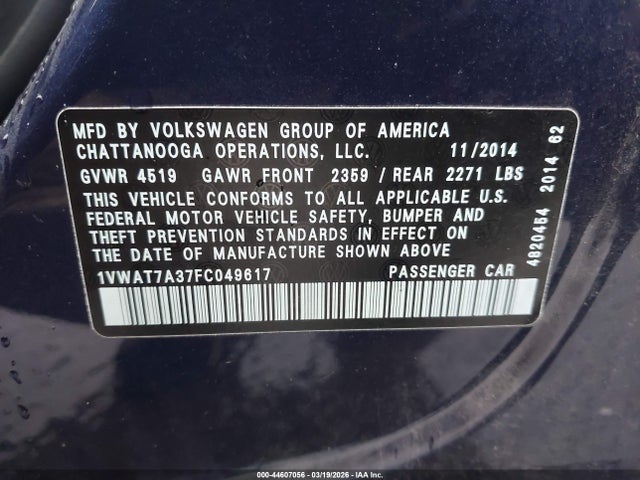 MFD BY VOLKSWAGEN GROUP OF AMERICA
CHATTANOOGA OPERATIONS, LLC. 11/2014
GVWR 4519 GAWR FRONT 2359 / REAR 2271 LBS
THIS VEHICLE CONFORMS TO ALL APPLICABLE U.S.
FEDERAL MOTOR VEHICLE SAFETY, BUMPER AND
THEFT PREVENTION STANDARDS IN EFFECT ON
THE DATE OF MANUFACTURE SHOWN ABOVE
1VWAT7A37FC049617 PASSENGER CAR
4820454 2014 62
000-44607056 - 03/19/2026 - IAA Inc.